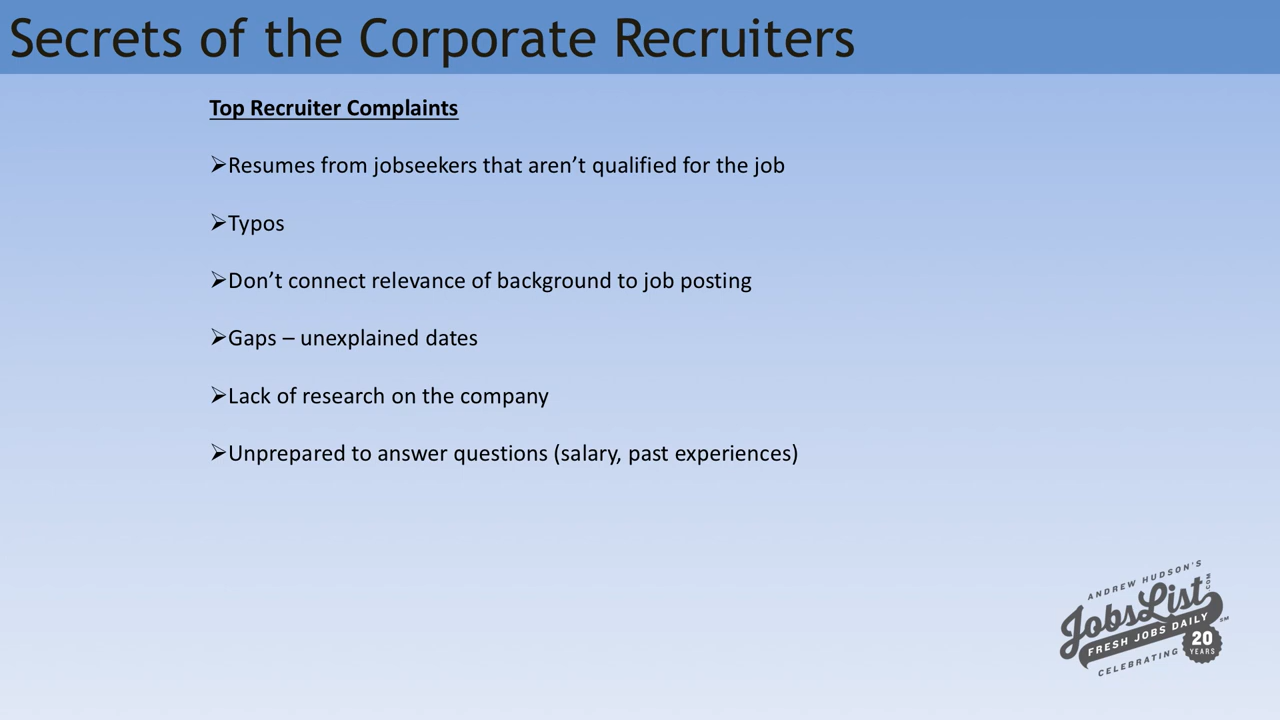 Secrets of the Corporate Recruiters
Top Recruiter Complaints
➢Resumes from jobseekers that aren’t qualified for the job
➢Typos
➢Don’t connect relevance of background to job posting
➢Gaps – unexplained dates
➢Lack of research on the company
➢Unprepared to answer questions (salary, past experiences)
ANDREW HUDSON'S
JobsList.COM
FRESH JOBS DAILY SM
CELEBRATING 20 YEARS